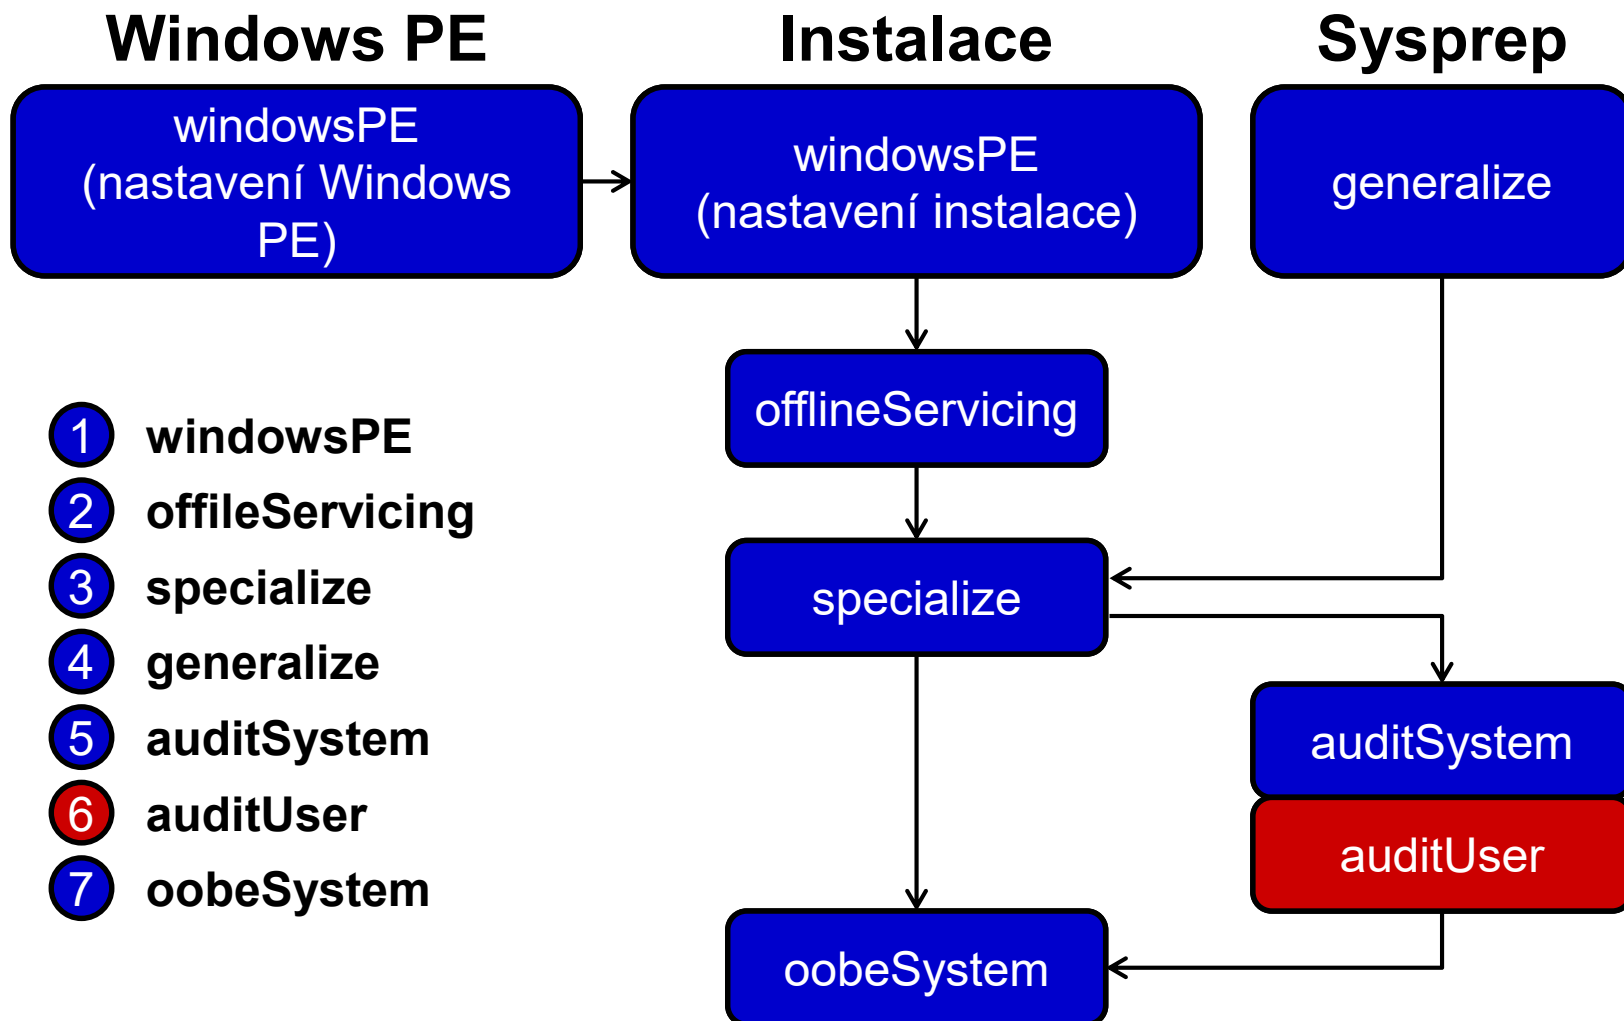 Windows PE
Instalace
Sysprep
windowsPE
(nastavení Windows
PE)
windowsPE
(nastavení instalace)
generalize
offlineServicing
1 windowsPE
2 offileServicing
3 specialize
4 generalize
5 auditSystem
6 auditUser
7 oobeSystem
specialize
auditSystem
auditUser
oobeSystem